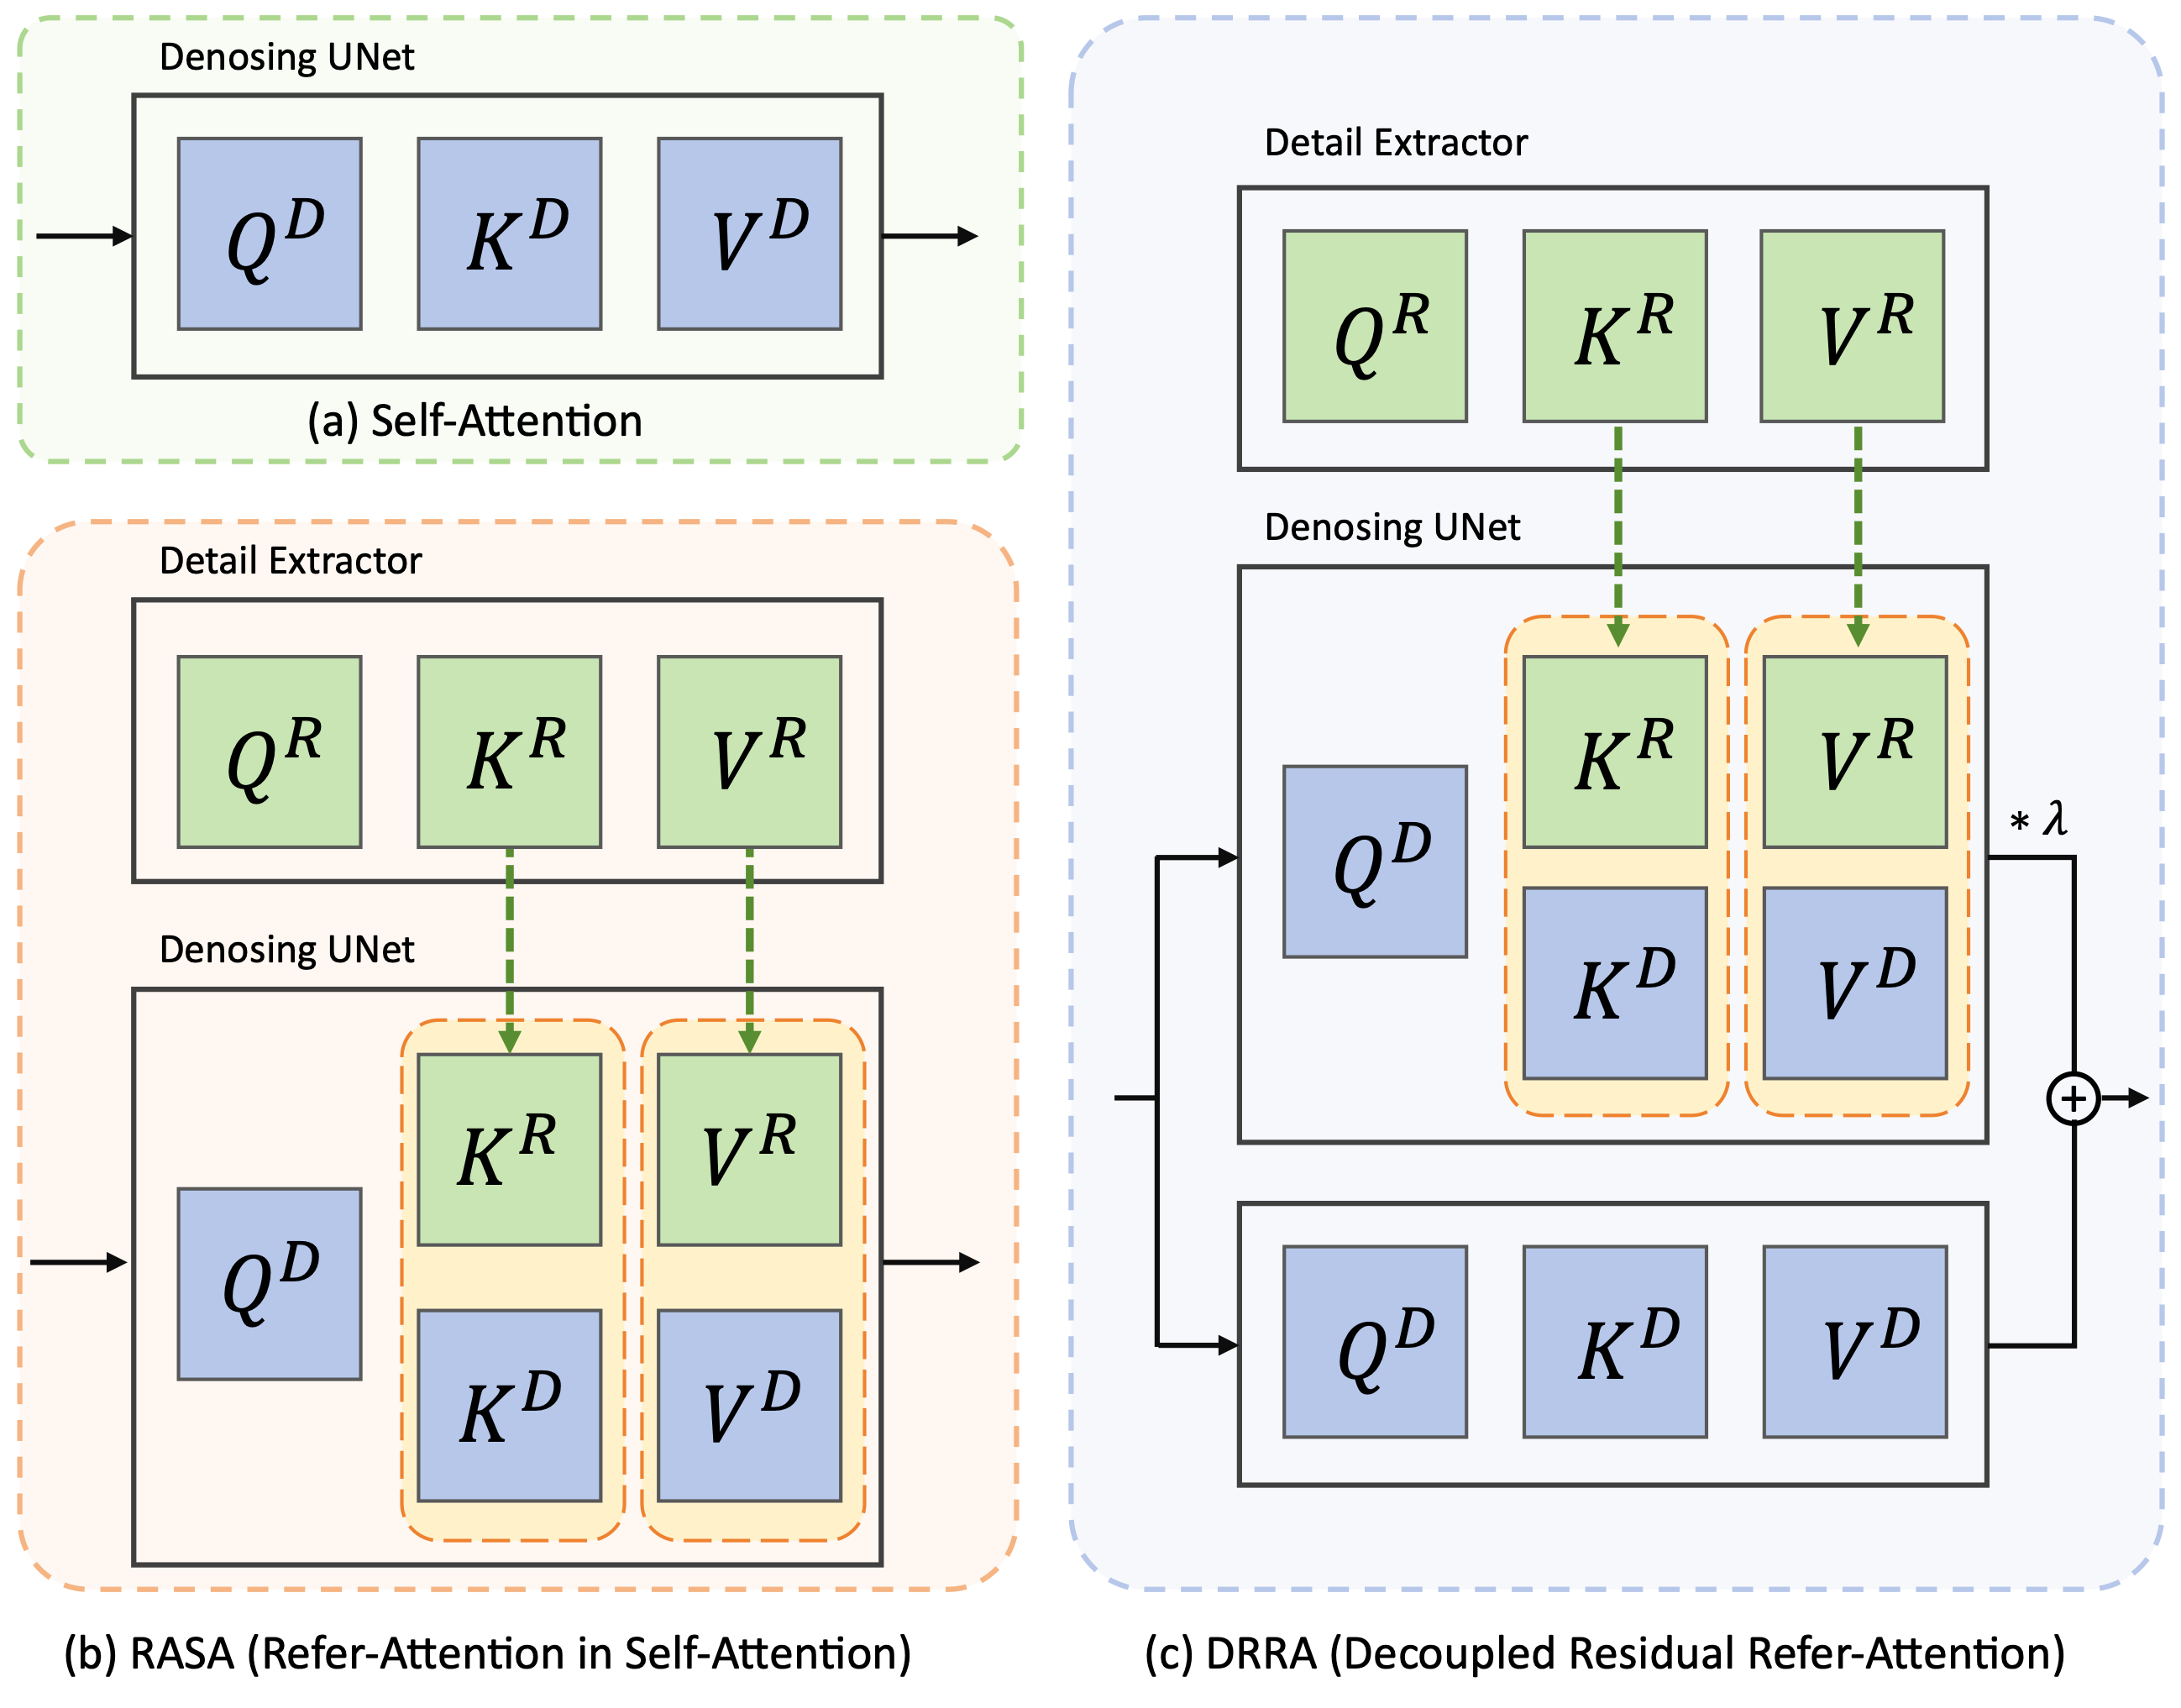 Denosing UNet
Q^D K^D V^D
(a) Self-Attention
Detail Extractor
Q^R K^R V^R
Denosing UNet
K^R V^R
Q^D
K^D V^D
(b) RASA (Refer-Attention in Self-Attention)
Detail Extractor
Q^R K^R V^R
Denosing UNet
K^R V^R
* λ
Q^D
K^D V^D
+
Q^D K^D V^D
(c) DRRA (Decoupled Residual Refer-Attention)